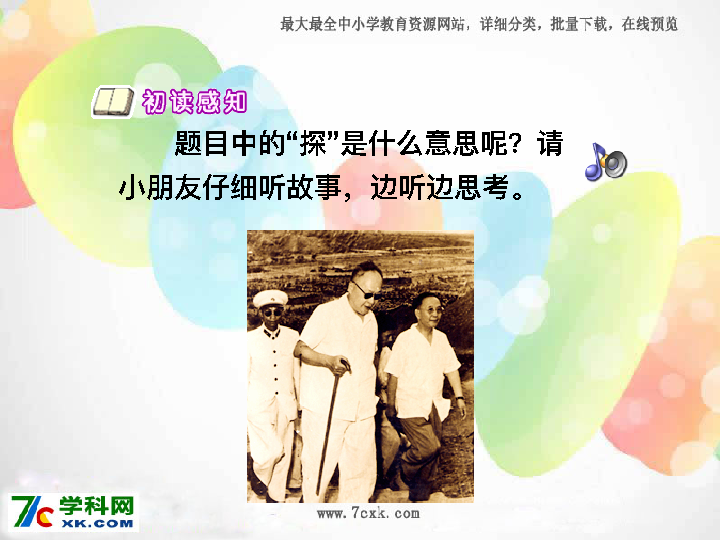 最大最全中小学教育资源网站，详细分类，批量下载，在线预览
初读感知
题目中的“探”是什么意思呢？请
小朋友仔细听故事，边听边思考。
7c学科网
XK.COM
www.7cxk.com